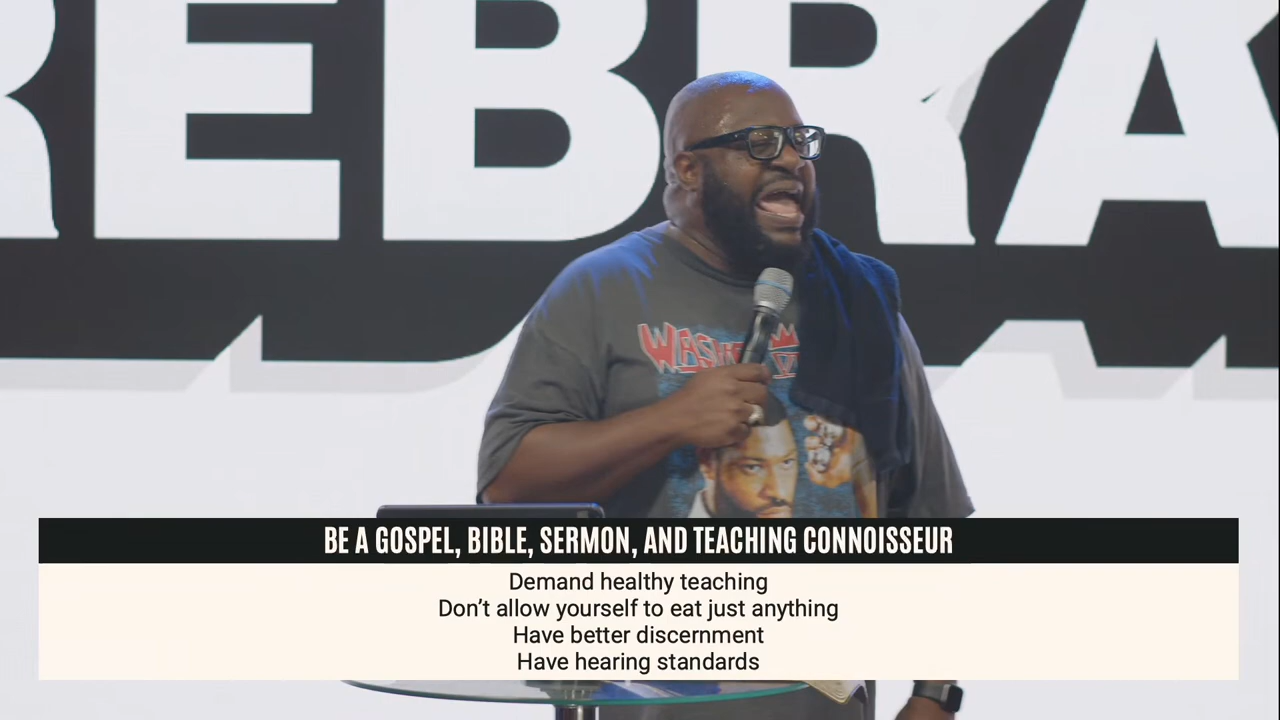 EBRA
BE A GOSPEL, BIBLE, SERMON, AND TEACHING CONNOISSEUR
Demand healthy teaching
Don’t allow yourself to eat just anything
Have better discernment
Have hearing standards